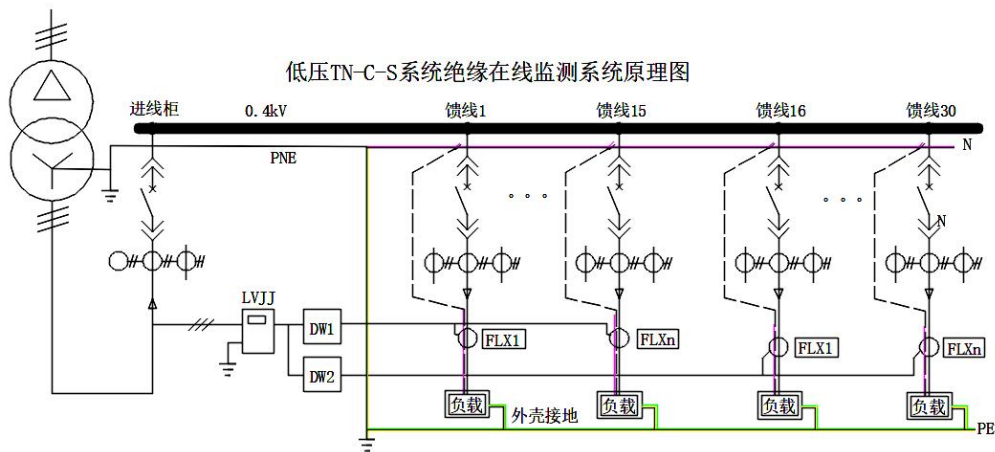 低压TN-C-S系统绝缘在线监测系统原理图
进线柜 0.4kV 馈线1 馈线15 馈线16 馈线30
PNE N
N
LVJJ
DW1 FLX1 FLXn FLX1 FLXn
DW2
负载 负载 负载 负载
外壳接地
PE